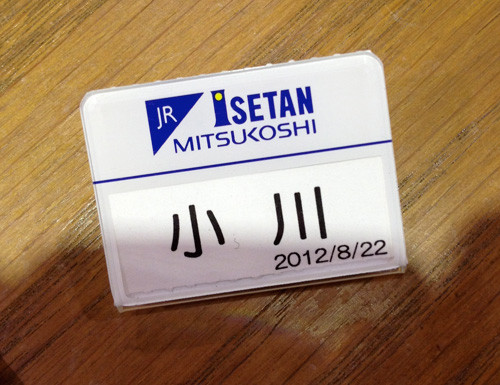 JR ISETAN
MITSUKOSHI
小川
2012/8/22